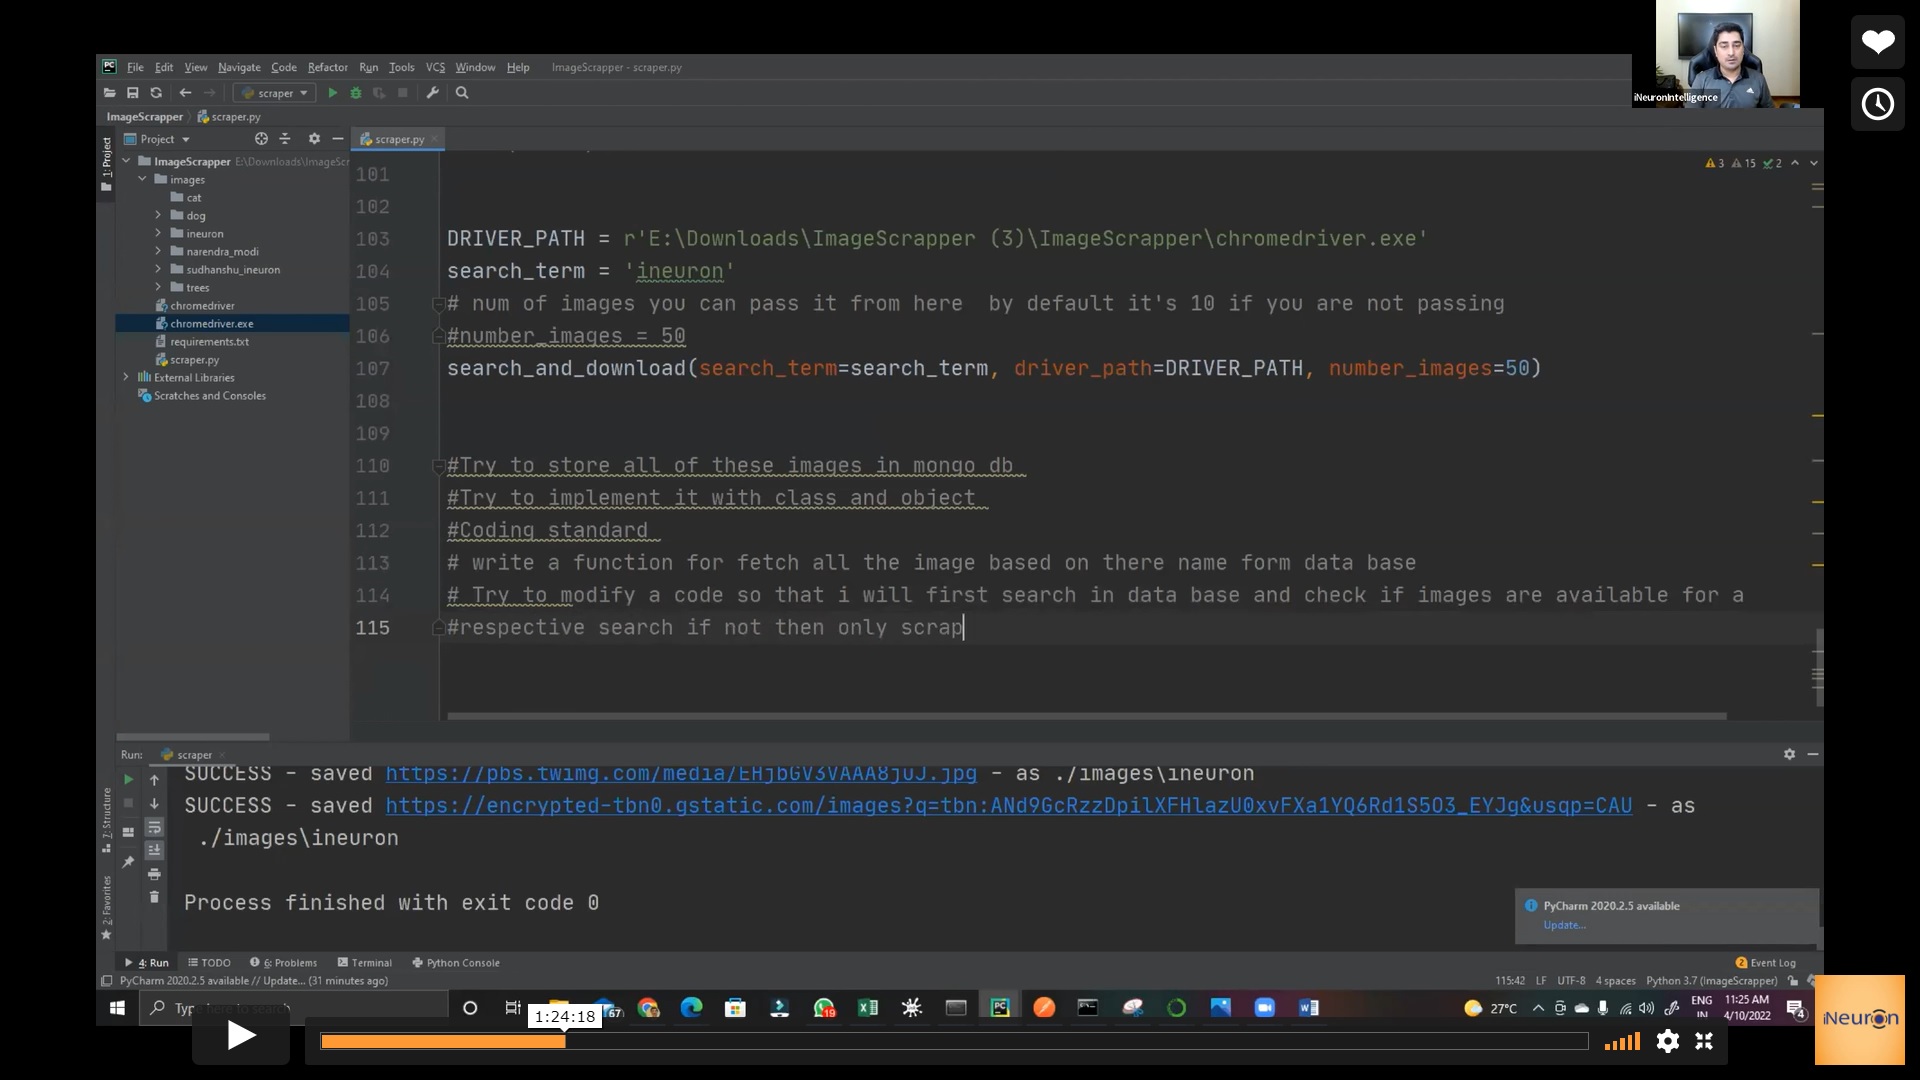 iNeuronIntelligence
File Edit View Navigate Code Refactor Run Tools VCS Window Help ImageScrapper - scraper.py
scraper
ImageScrapper scraper.py
Project
scraper.py
3 15 2
1: Project
ImageScrapper E:\Downloads\ImageScr
images
cat
dog
ineuron
narendra_modi
sudhanshu_ineuron
trees
chromedriver
chromedriver.exe
requirements.txt
scraper.py
External Libraries
Scratches and Consoles
101
102
103 DRIVER_PATH = r'E:\Downloads\ImageScrapper (3)\ImageScrapper\chromedriver.exe'
104 search_term = 'ineuron'
105 # num of images you can pass it from here  by default it's 10 if you are not passing
106 #number_images = 50
107 search_and_download(search_term=search_term, driver_path=DRIVER_PATH, number_images=50)
108
109
110 #Try to store all of these images in mongo db
111 #Try to implement it with class and object
112 #Coding standard
113 # write a function for fetch all the image based on there name form data base
114 # Try to modify a code so that i will first search in data base and check if images are available for a
115 #respective search if not then only scrap
Run: scraper
SUCCESS - saved https://pbs.twimg.com/media/EHjbGV3VAAA8juJ.jpg - as ./images\ineuron
SUCCESS - saved https://encrypted-tbn0.gstatic.com/images?q=tbn:ANd9GcRzzDpilXFHlazU0xvFXa1YQ6Rd1S5O3_EYJg&usqp=CAU - as
./images\ineuron
Process finished with exit code 0
7: Structure
2: Favorites
PyCharm 2020.2.5 available
Update...
4: Run TODO 6: Problems Terminal Python Console
2 Event Log
PyCharm 2020.2.5 available // Update... (31 minutes ago)
115:42 LF UTF-8 4 spaces Python 3.7 (ImageScrapper)
Type here to search
67
19
27°C
ENG
IN
11:25 AM
4/10/2022
4
1:24:18
iNeuron